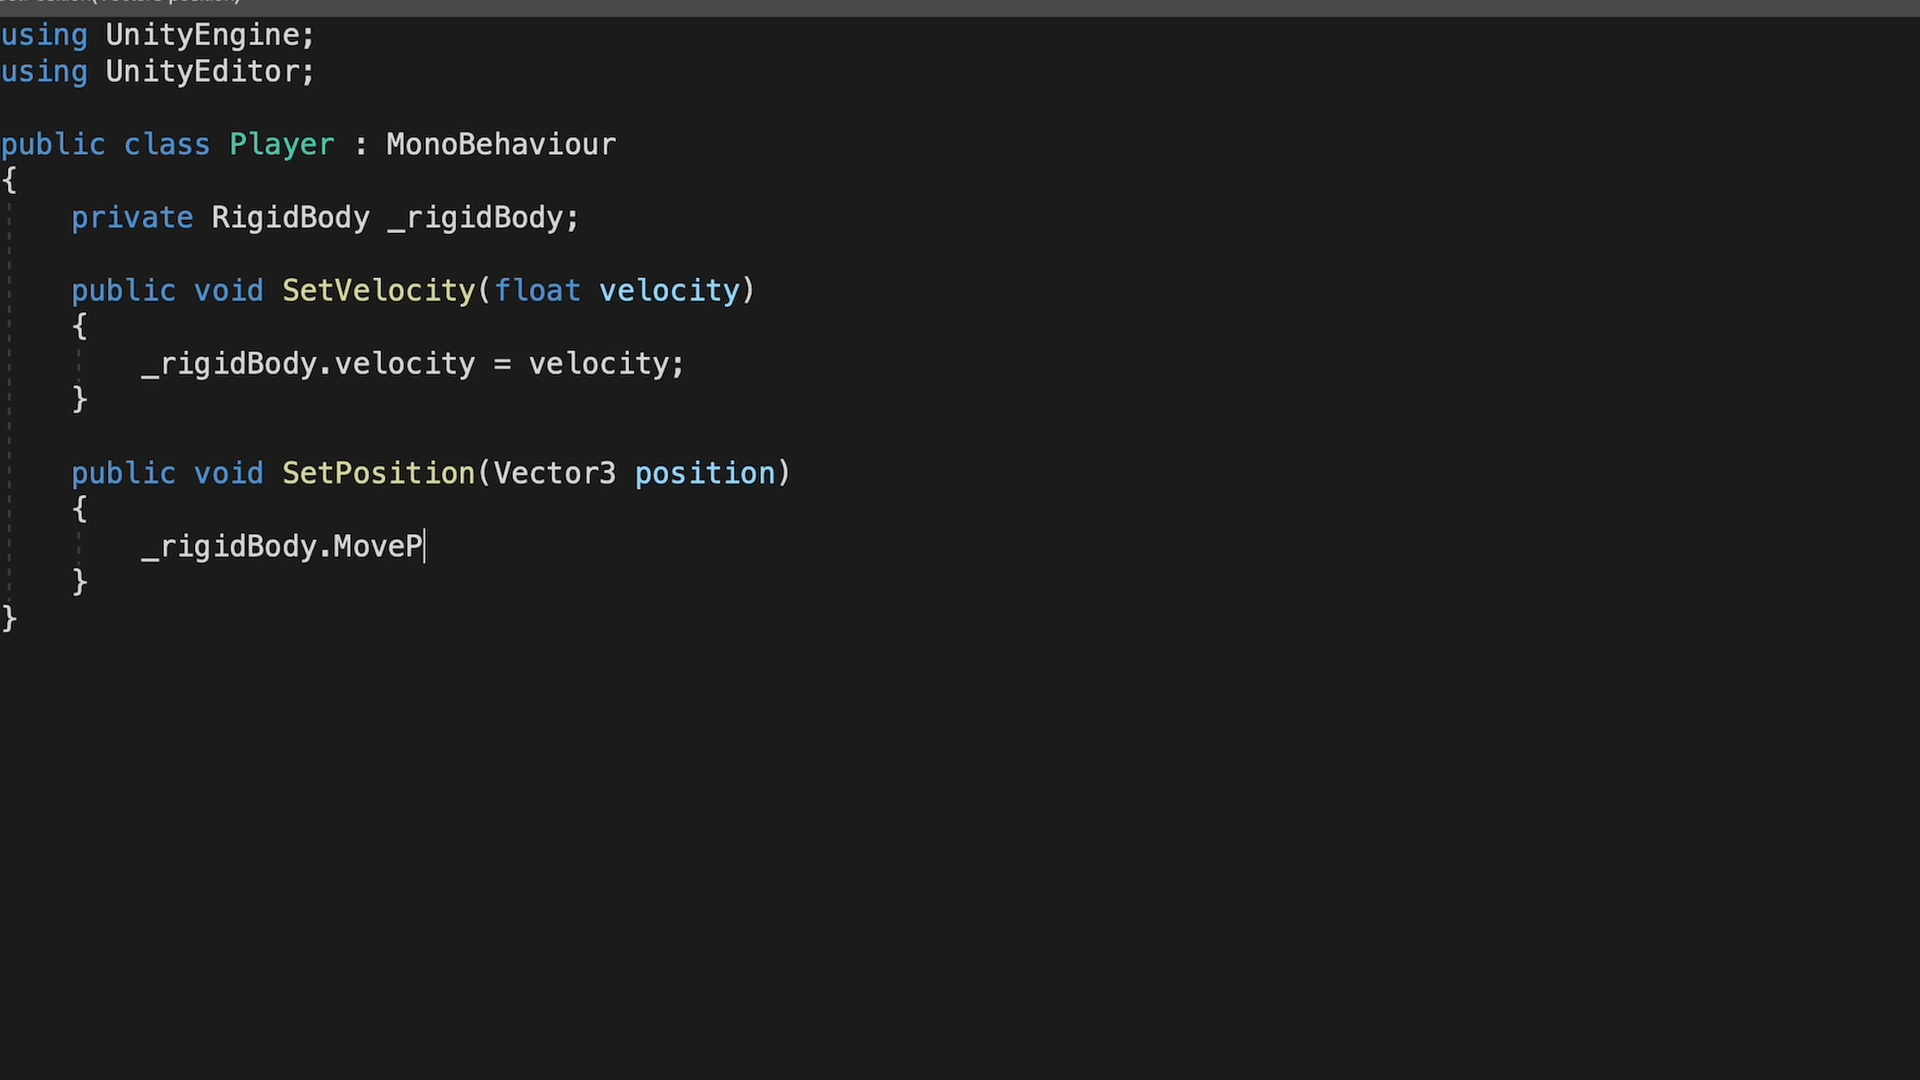 using UnityEngine;
using UnityEditor;
public class Player : MonoBehaviour
{
private RigidBody _rigidBody;
public void SetVelocity(float velocity)
{
_rigidBody.velocity = velocity;
}
public void SetPosition(Vector3 position)
{
_rigidBody.MoveP
}
}